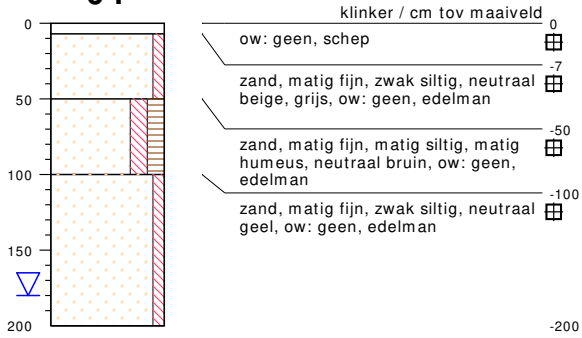 klinker / cm tov maaiveld
0
0
ow: geen, schep
-7
zand, matig fijn, zwak siltig, neutraal
beige, grijs, ow: geen, edelman
50
-50
zand, matig fijn, matig siltig, matig
humeus, neutraal bruin, ow: geen,
edelman
100
-100
zand, matig fijn, zwak siltig, neutraal
geel, ow: geen, edelman
150
200
-200